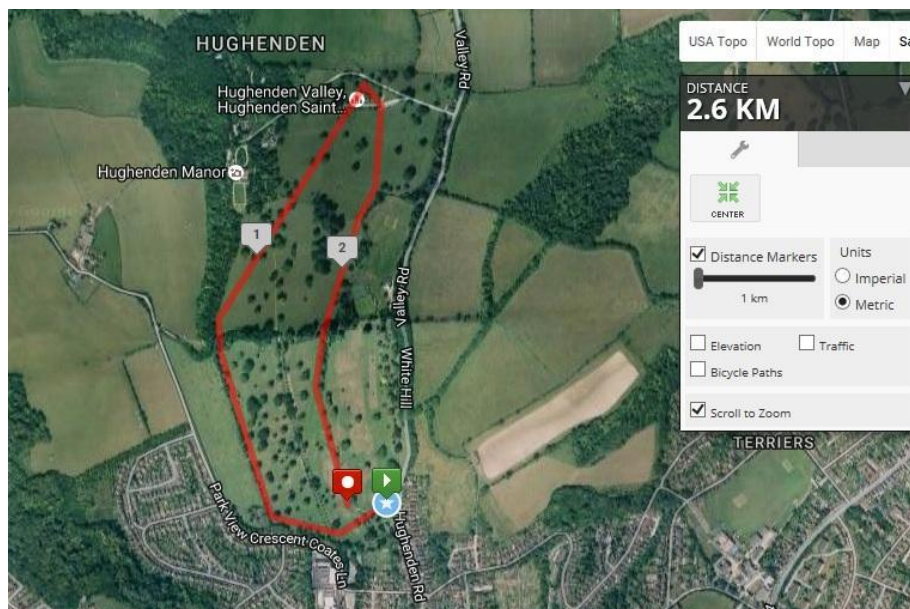 HUGHENDEN
Hughenden Valley,
Hughenden Saint...
Hughenden Manor
Valley Rd
1
2
Valley Rd
White Hill
Park View Crescent
Coates Ln
Hughenden Rd
TERRIERS
USA Topo World Topo Map Sa
DISTANCE
2.6 KM
CENTER
Distance Markers
1 km
Units
Imperial
Metric
Elevation Traffic
Bicycle Paths
Scroll to Zoom